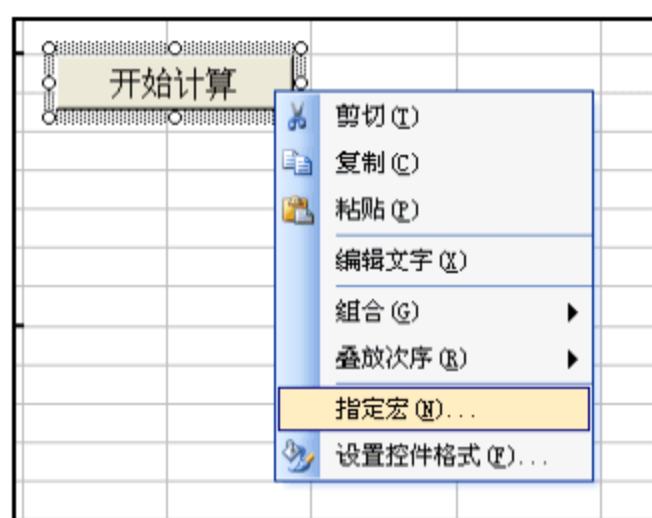 开始计算
剪切(T)
复制(C)
粘贴(P)
编辑文字(X)
组合(G)
叠放次序(R)
指定宏(N)...
设置控件格式(F)...